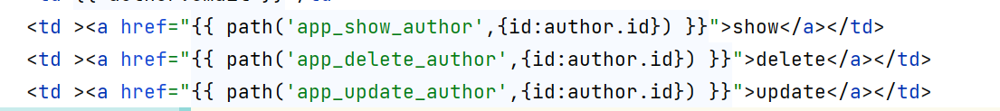 <td ><a href="{{ path('app_show_author',{id:author.id}) }}">show</a></td>
<td ><a href="{{ path('app_delete_author',{id:author.id}) }}">delete</a></td>
<td ><a href="{{ path('app_update_author',{id:author.id}) }}">update</a></td>